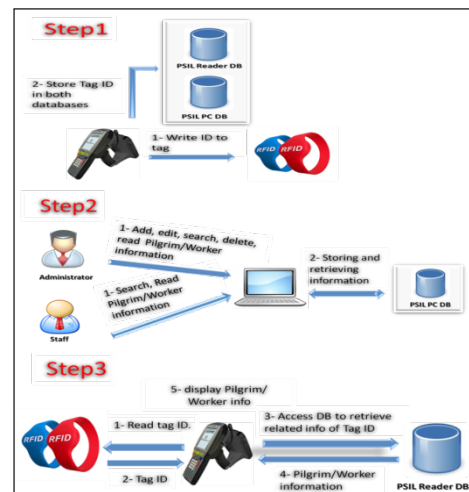 Step1
PSIL Reader DB
2- Store Tag ID
in both
databases
PSIL PC DB
1- Write ID to
tag
RFID
RFID
Step2
1- Add, edit, search, delete,
read Pilgrim/Worker
information
Administrator
2- Storing and
retrieving
information
1- Search, Read
Pilgrim/Worker
information
PSIL PC DB
Staff
Step3
5- display Pilgrim/
Worker info
3- Access DB to retrieve
related info of Tag ID
1- Read tag ID.
RFID
RFID
2- Tag ID
4- Pilgrim/Worker
information
PSIL Reader DB